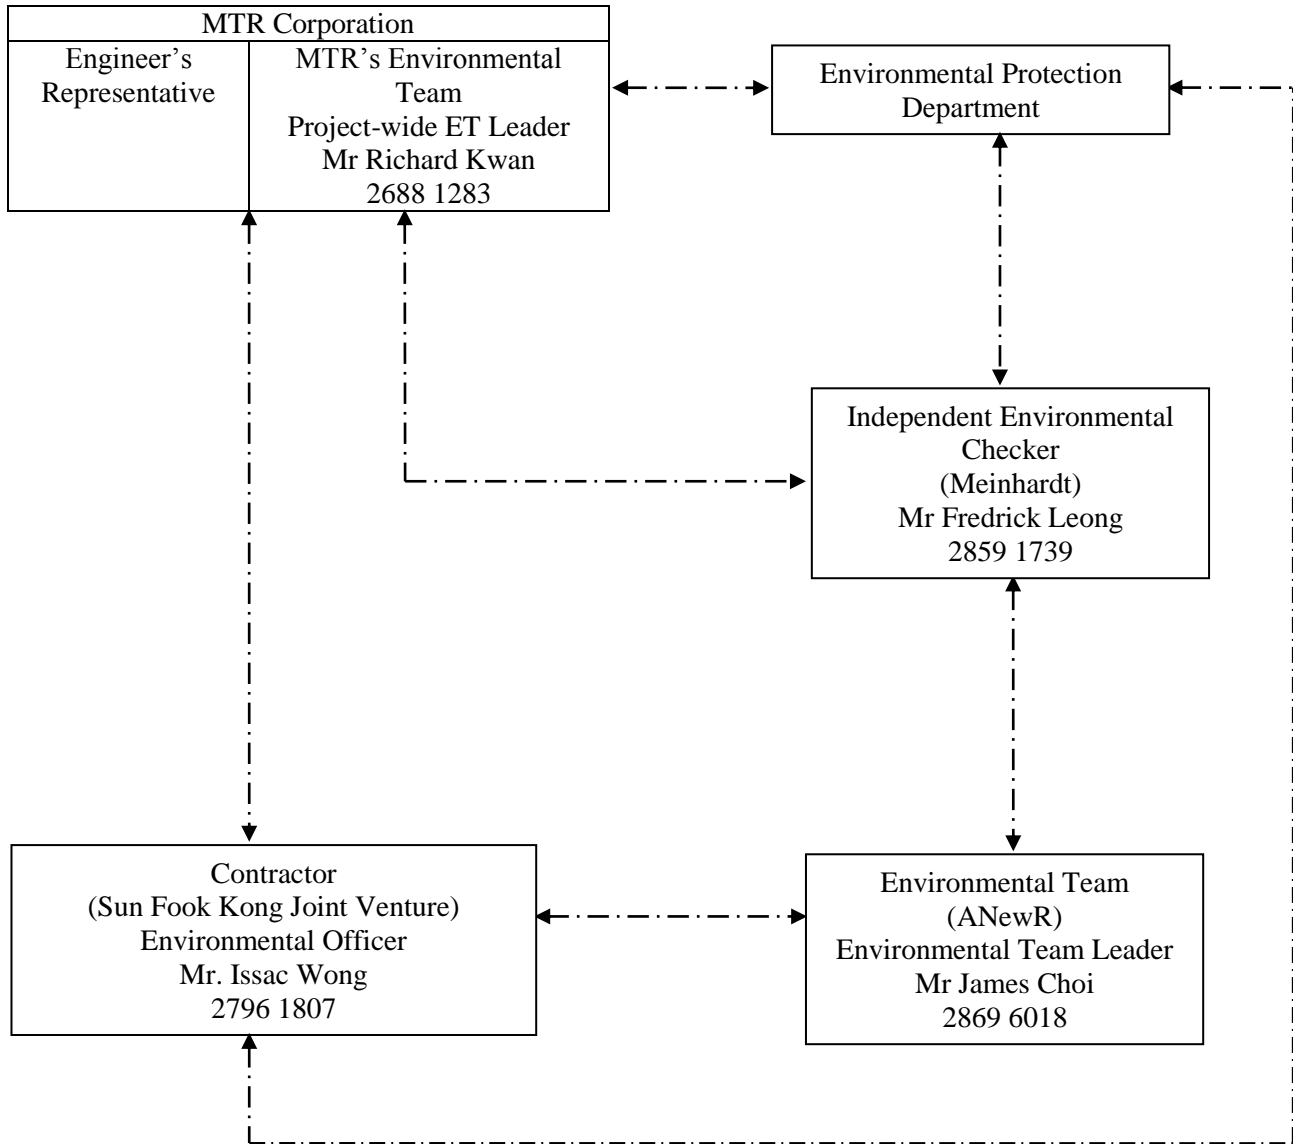 MTR Corporation
Engineer’s
Representative
MTR’s Environmental
Team
Project-wide ET Leader
Mr Richard Kwan
2688 1283
Environmental Protection
Department
Independent Environmental
Checker
(Meinhardt)
Mr Fredrick Leong
2859 1739
Contractor
(Sun Fook Kong Joint Venture)
Environmental Officer
Mr. Issac Wong
2796 1807
Environmental Team
(ANewR)
Environmental Team Leader
Mr James Choi
2869 6018